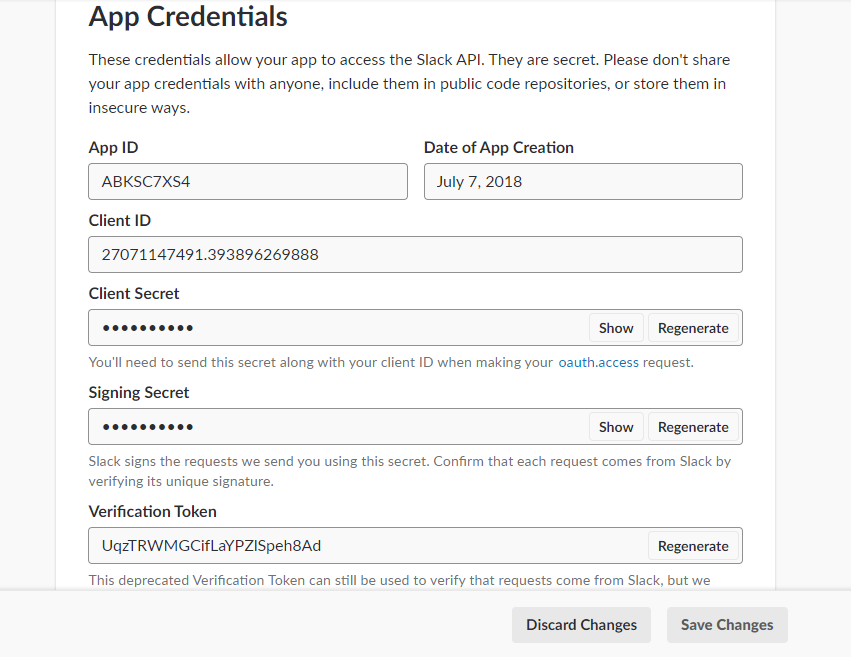 App Credentials
These credentials allow your app to access the Slack API. They are secret. Please don't share
your app credentials with anyone, include them in public code repositories, or store them in
insecure ways.
App ID
Date of App Creation
ABKSC7XS4
July 7, 2018
Client ID
27071147491.393896269888
Client Secret
••••••••••
Show
Regenerate
You'll need to send this secret along with your client ID when making your oauth.access request.
Signing Secret
••••••••••
Show
Regenerate
Slack signs the requests we send you using this secret. Confirm that each request comes from Slack by
verifying its unique signature.
Verification Token
UqzTRWMGCifLaYPZlSpeh8Ad
Regenerate
This deprecated Verification Token can still be used to verify that requests come from Slack, but we
Discard Changes
Save Changes